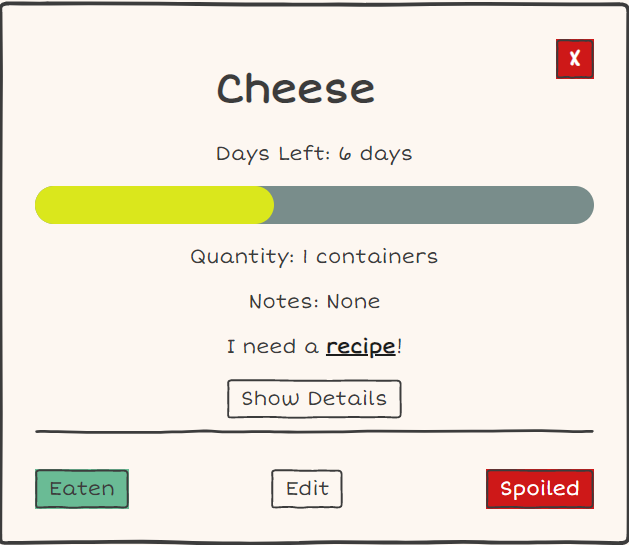 X
Cheese
Days Left: 6 days
Quantity: 1 containers
Notes: None
I need a recipe!
Show Details
Eaten
Edit
Spoiled